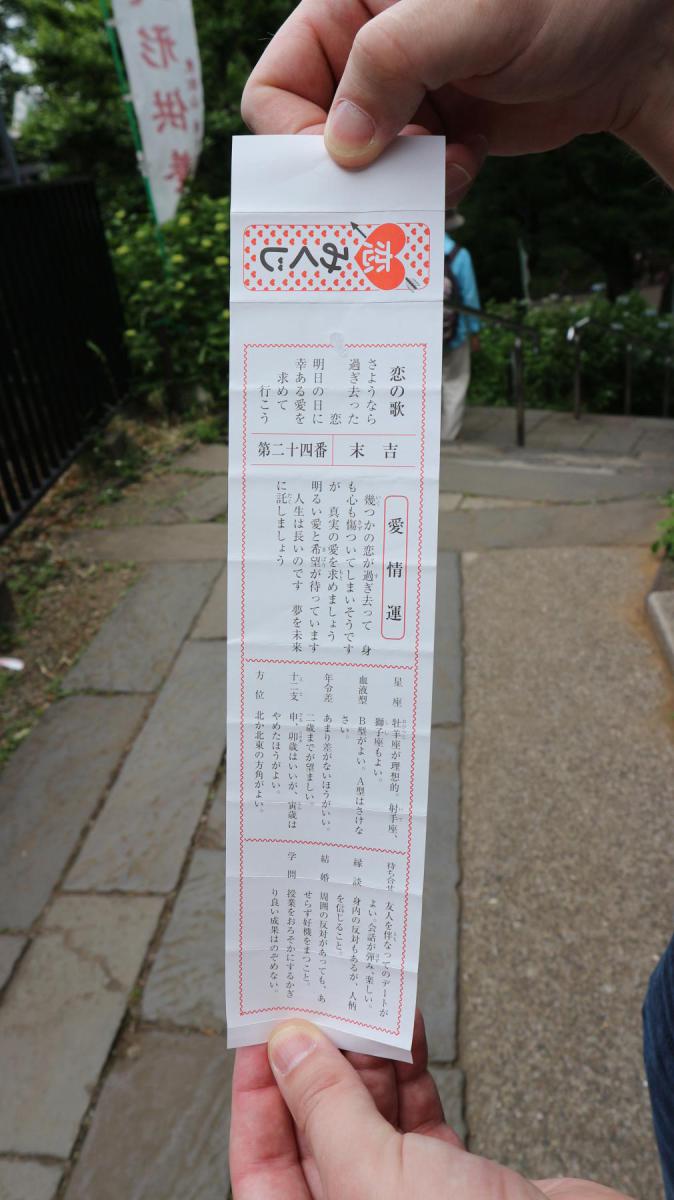 形供養
恋みくじ
恋の歌
さようなら
過ぎ去った
恋
明日の日に
幸ある愛を
求めて
行こう
末吉
第二十四番
愛情運
幾つかの恋が過ぎ去って　身
も心も傷ついてしまいそうです
が　真実の愛を求めましょう
明るい愛と希望が待っています
人生は長いのです　夢を未来
に託しましょう
星座　牡羊座が理想的。射手座、
獅子座もよい。
血液型　B型がよい。A型はさけな
さい。
年令差　あまり差がないほうがいい。
二歳までが望ましい。
十二支　申、卯歳はいいが、寅歳は
やめたほうがよい。
方位　北か北東の方角がよい。
待ち合せ　友人を伴なってのデートが
よい。会話が弾み、楽しい。
縁談　身内の反対もあるが、人柄
を信じること。
結婚　周囲の反対があっても、あ
せらず好機をまつこと。
学問　授業をおろそかにするかぎ
り良い成果はのぞめない。